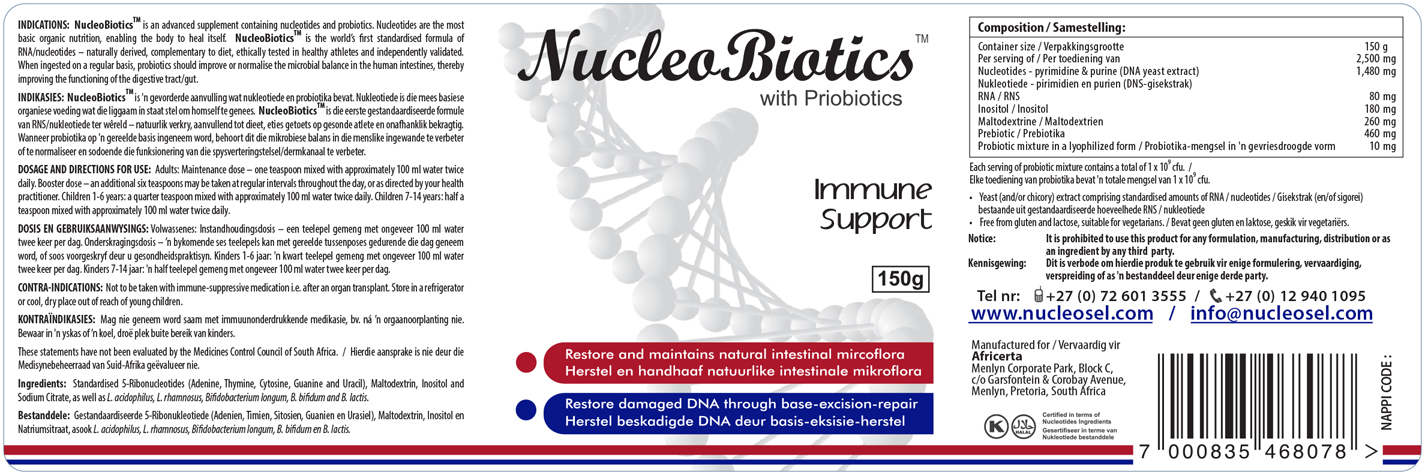 INDICATIONS: NucleoBiotics™ is an advanced supplement containing nucleotides and probiotics. Nucleotides are the most
basic organic nutrition, enabling the body to heal itself. NucleoBiotics™ is the world's first standardised formula of
RNA/nucleotides – naturally derived, complementary to diet, ethically tested in healthy athletes and independently validated.
When ingested on a regular basis, probiotics should improve or normalise the microbial balance in the human intestines, thereby
improving the functioning of the digestive tract/gut.
INDIKASIES: NucleoBiotics™ is 'n gevorderde aanvulling wat nukleotiede en probiotika bevat. Nukleotiede is die mees basiese
organiese voeding wat die liggaam in staat stel om homself te genees. NucleoBiotics™ is die eerste gestandaardiseerde formule
van RNS/nukleotiede ter wêreld – natuurlik verkry, aanvullend tot dieet, eties getoets op gesonde atlete en onafhanklik bekragtig.
Wanneer probiotika op 'n gereelde basis ingeneem word, behoort dit die mikrobiese balans in die menslike ingewande te verbeter
of te normaliseer en sodoende die funksionering van die spysverteringstelsel/dermkanaal te verbeter.
DOSAGE AND DIRECTIONS FOR USE: Adults: Maintenance dose – one teaspoon mixed with approximately 100 ml water twice
daily. Booster dose – an additional six teaspoons may be taken at regular intervals throughout the day, or as directed by your health
practitioner. Children 1-6 years: a quarter teaspoon mixed with approximately 100 ml water twice daily. Children 7-14 years: half a
teaspoon mixed with approximately 100 ml water twice daily.
DOSIS EN GEBRUIKSAANWYSINGS: Volwassenes: Instandhoudingsdosis – een teelepel gemeng met ongeveer 100 ml water
twee keer per dag. Onderskragingsdosis – 'n bykomende ses teelepels kan met gereelde tussenposes gedurende die dag geneem
word, of soos voorgeskryf deur u gesondheidspraktisyn. Kinders 1-6 jaar: 'n kwart teelepel gemeng met ongeveer 100 ml water
twee keer per dag. Kinders 7-14 jaar: 'n half teelepel gemeng met ongeveer 100 ml water twee keer per dag.
CONTRA-INDICATIONS: Not to be taken with immune-suppressive medication i.e. after an organ transplant. Store in a refrigerator
or cool, dry place out of reach of young children.
KONTRAÏNDIKASIES: Mag nie geneem word saam met immuunonderdrukkende medikasie, bv. ná 'n orgaanoorplanting nie.
Bewaar in 'n yskas of 'n koel, droë plek buite bereik van kinders.
These statements have not been evaluated by the Medicines Control Council of South Africa. / Hierdie aansprake is nie deur die
Medisynebeheerraad van Suid-Afrika geëvalueer nie.
Ingredients: Standardised 5-Ribonucleotides (Adenine, Thymine, Cytosine, Guanine and Uracil), Maltodextrin, Inositol and
Sodium Citrate, as well as L. acidophilus, L. rhamnosus, Bifidobacterium longum, B. bifidum and B. lactis.
Bestanddele: Gestandaardiseerde 5-Ribonukleotiede (Adenien, Timien, Sitosien, Guanien en Urasiel), Maltodextrin, Inositol en
Natriumsitraat, asook L. acidophilus, L. rhamnosus, Bifidobacterium longum, B. bifidum en B. lactis.
NucleoBiotics™
with Priobiotics
Immune
Support
150g
Restore and maintains natural intestinal mircoflora
Herstel en handhaaf natuurlike intestinale mikroflora
Restore damaged DNA through base-excision-repair
Herstel beskadigde DNA deur basis-eksisie-herstel
Composition / Samestelling:
Container size / Verpakkingsgrootte 150 g
Per serving of / Per toediening van 2,500 mg
Nucleotides - pyrimidine & purine (DNA yeast extract) 1,480 mg
Nukleotiede - pirimidien en purien (DNS-gisekstrak)
RNA / RNS 80 mg
Inositol / Inositol 180 mg
Maltodextrine / Maltodextrien 260 mg
Prebiotic / Prebiotika 460 mg
Probiotic mixture in a lyophilized form / Probiotika-mengsel in 'n gevriesdroogde vorm 10 mg
Each serving of probiotic mixture contains a total of 1 x 10⁹ cfu. /
Elke toediening van probiotika bevat 'n totale mengsel van 1 x 10⁹ cfu.
• Yeast (and/or chicory) extract comprising standardised amounts of RNA / nucleotides / Gisekstrak (en/of sigorei)
bestaande uit gestandaardiseerde hoeveelhede RNS / nukleotiede
• Free from gluten and lactose, suitable for vegetarians. / Bevat geen gluten en laktose, geskik vir vegetariërs.
Notice: It is prohibited to use this product for any formulation, manufacturing, distribution or as
an ingredient by any third party.
Kennisgewing: Dit is verbode om hierdie produk te gebruik vir enige formulering, vervaardiging,
verspreiding of as 'n bestanddeel deur enige derde party.
Tel nr: +27 (0) 72 601 3555 / +27 (0) 12 940 1095
www.nucleosel.com / info@nucleosel.com
Manufactured for / Vervaardig vir
Africerta
Menlyn Corporate Park, Block C,
c/o Garsfontein & Corobay Avenue,
Menlyn, Pretoria, South Africa
K
HALAL
Certified in terms of
Nucleotides Ingredients
Gesertifiseer in terme van
Nukleotiede bestanddele
7 000835 468078 >
NAPPI CODE :